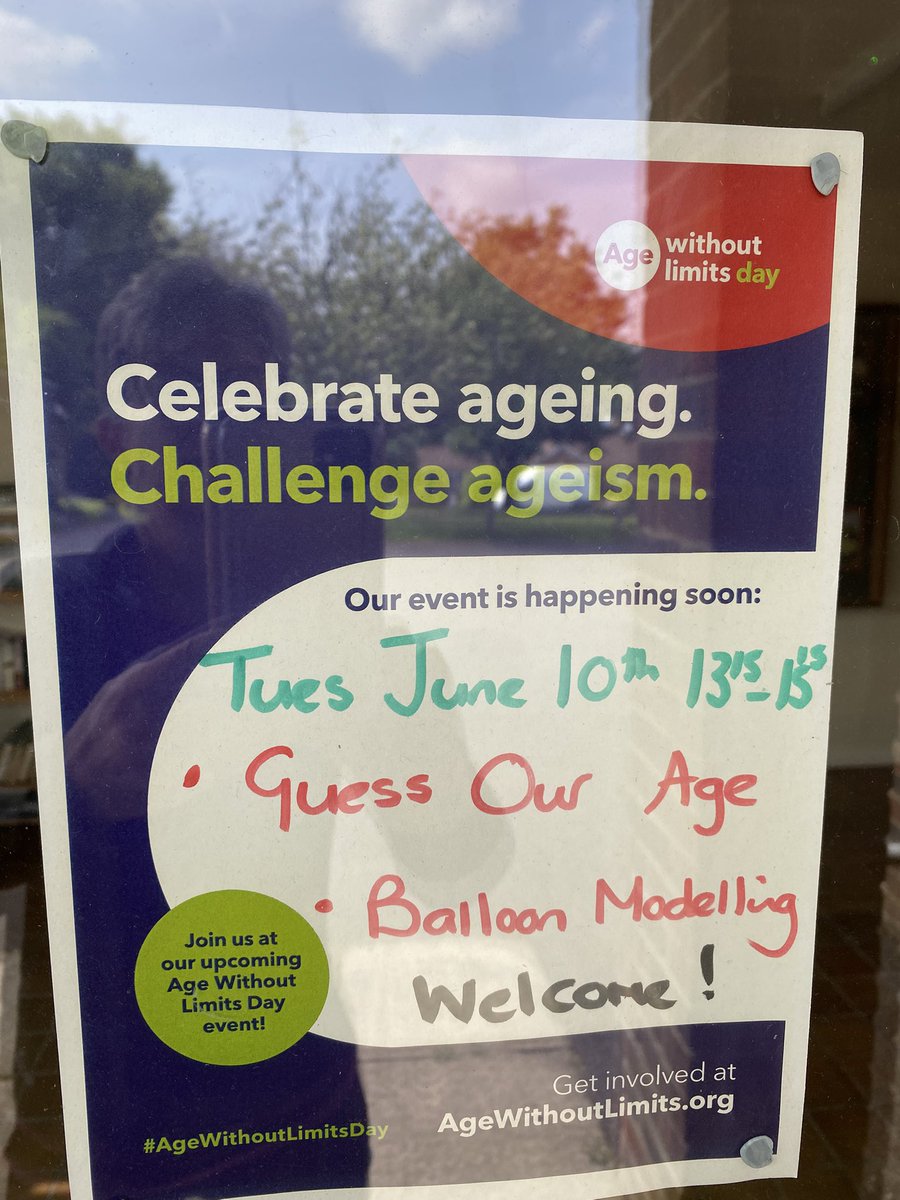 Age without
limits day
Celebrate ageing.
Challenge ageism.
Our event is happening soon:
Tues June 10th 1315-1515
• Guess Our Age
• Balloon Modelling
Welcome!
Join us at
our upcoming
Age Without
Limits Day
event!
Get involved at
AgeWithoutLimits.org
#AgeWithoutLimitsDay